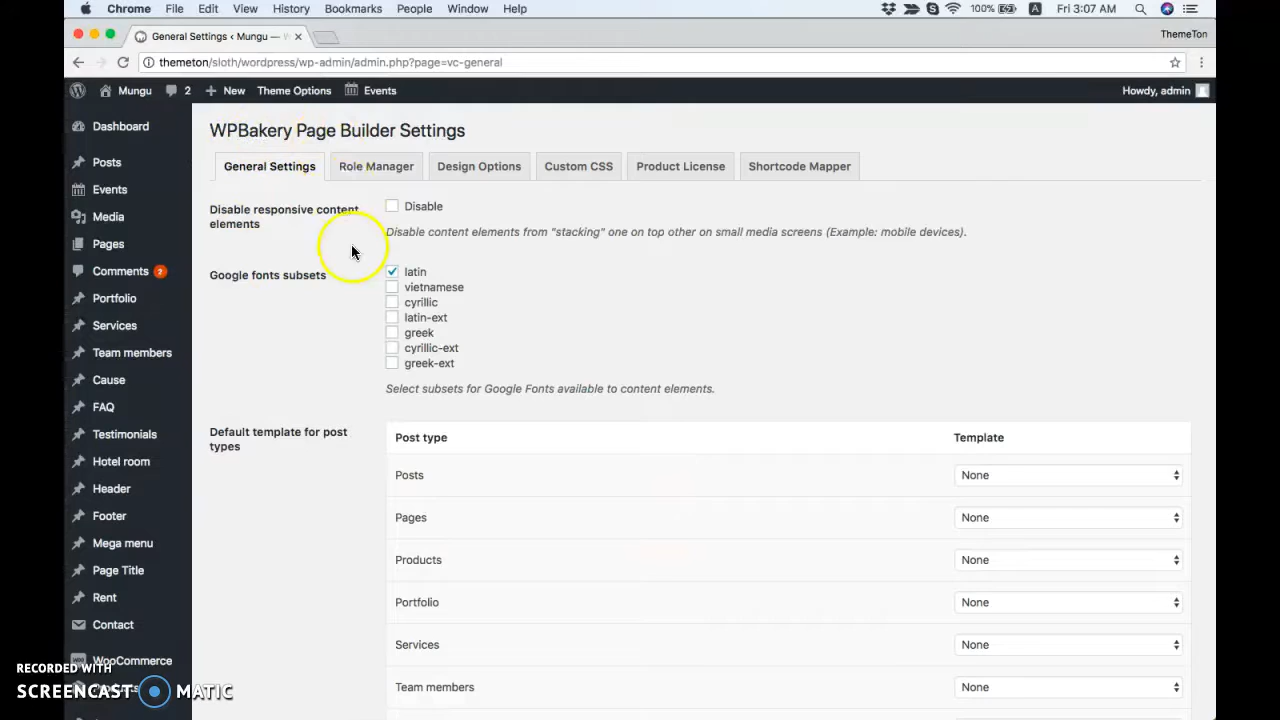 Chrome File Edit View History Bookmarks People Window Help 100% A Fri 3:07 AM
General Settings ‹ Mungu — ThemeTon
themeton/sloth/wordpress/wp-admin/admin.php?page=vc-general
Mungu 2 New Theme Options Events Howdy, admin
Dashboard
Posts
Events
Media
Pages
Comments 2
Portfolio
Services
Team members
Cause
FAQ
Testimonials
Hotel room
Header
Footer
Mega menu
Page Title
Rent
Contact
WooCommerce
WPBakery Page Builder Settings
General Settings Role Manager Design Options Custom CSS Product License Shortcode Mapper
Disable responsive content
elements
Disable
Disable content elements from "stacking" one on top other on small media screens (Example: mobile devices).
Google fonts subsets
latin
vietnamese
cyrillic
latin-ext
greek
cyrillic-ext
greek-ext
Select subsets for Google Fonts available to content elements.
Default template for post
types
Post type Template
Posts None
Pages None
Products None
Portfolio None
Services None
Team members None
RECORDED WITH
SCREENCAST MATIC